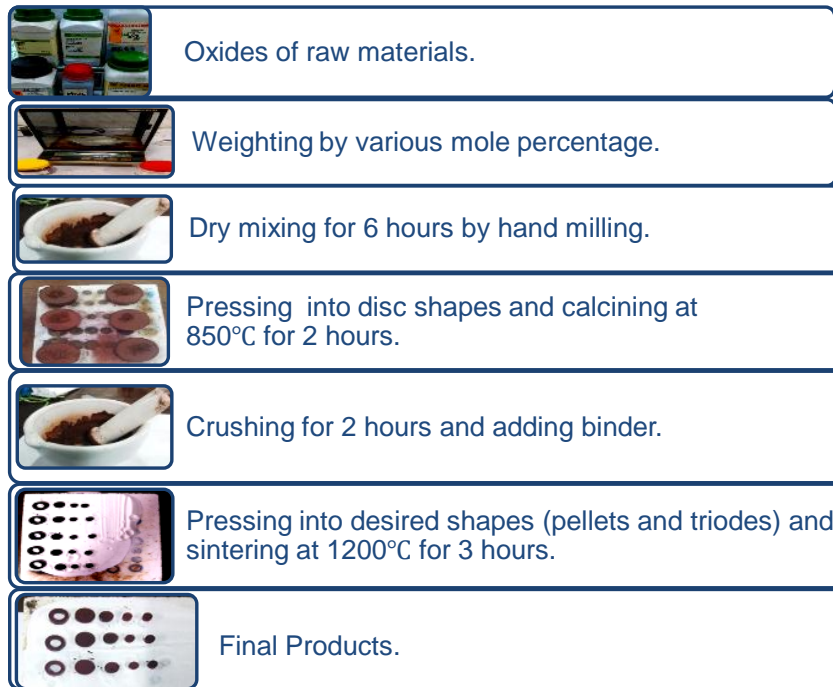 Oxides of raw materials.
Weighting by various mole percentage.
Dry mixing for 6 hours by hand milling.
Pressing into disc shapes and calcining at
850℃ for 2 hours.
Crushing for 2 hours and adding binder.
Pressing into desired shapes (pellets and triodes) and
sintering at 1200℃ for 3 hours.
Final Products.